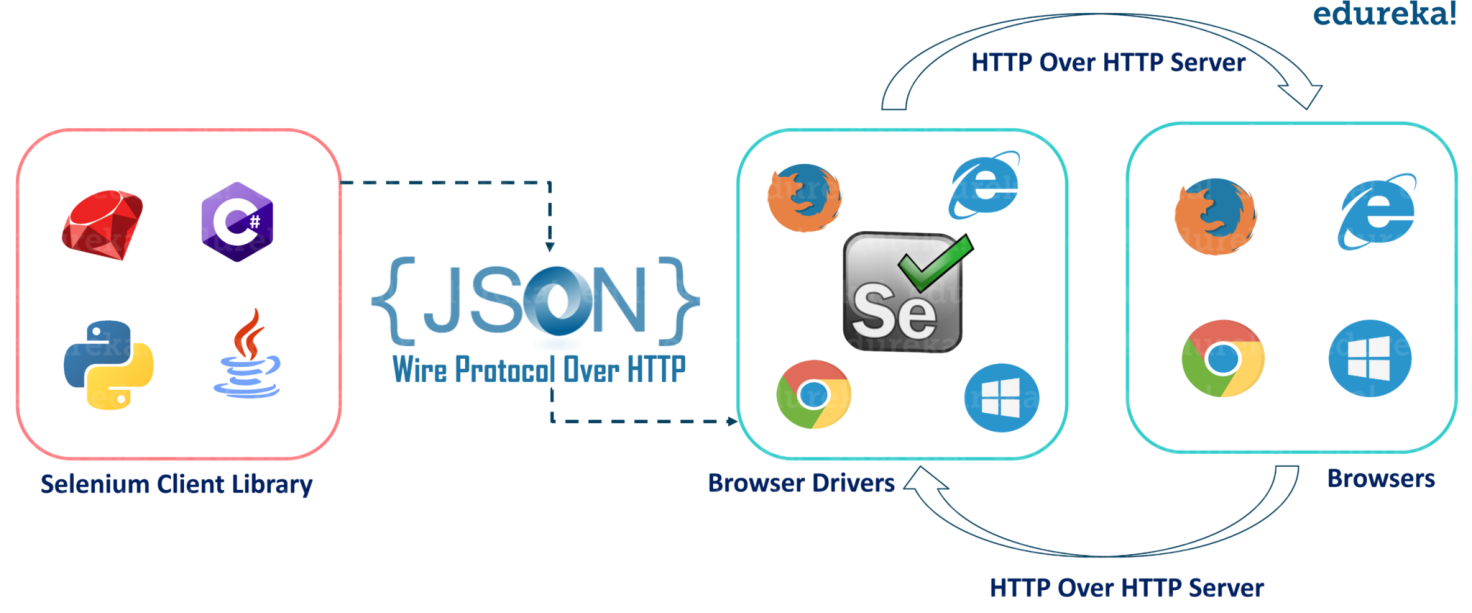 edureka!
HTTP Over HTTP Server
C#
{JSON}
Wire Protocol Over HTTP
Se
Selenium Client Library
Browser Drivers
Browsers
HTTP Over HTTP Server